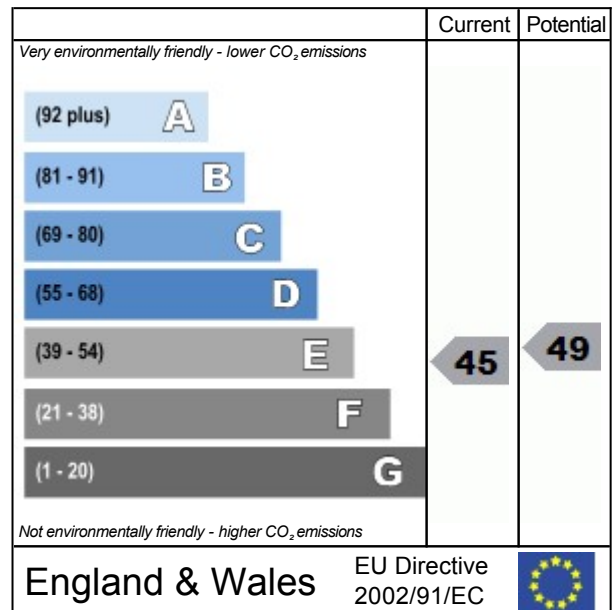 Current Potential
Very environmentally friendly - lower CO₂ emissions
(92 plus) A
(81 - 91) B
(69 - 80) C
(55 - 68) D
(39 - 54) E
45
49
(21 - 38) F
(1 - 20) G
Not environmentally friendly - higher CO₂ emissions
England & Wales
EU Directive
2002/91/EC